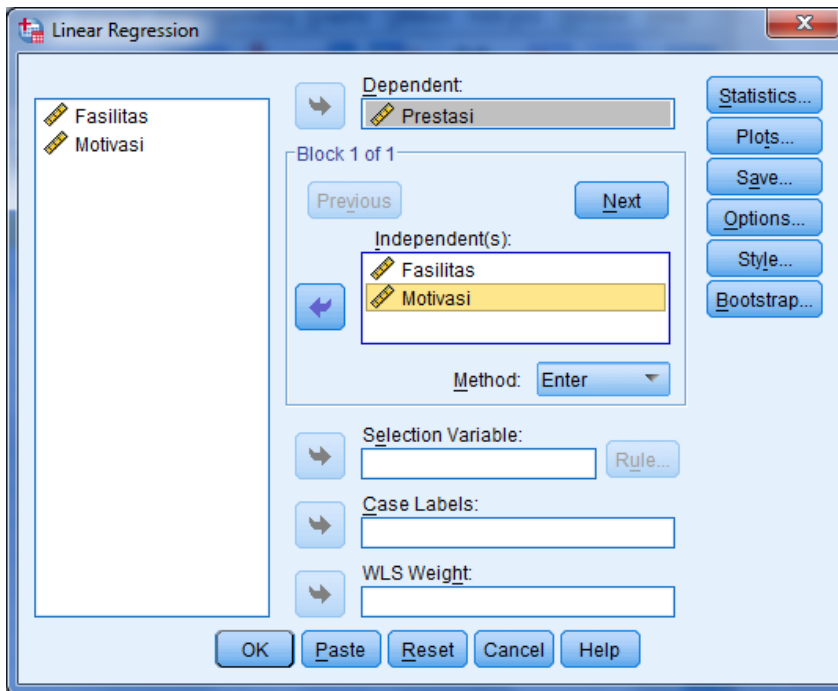 Linear Regression
Fasilitas
Motivasi
Dependent:
Prestasi
Block 1 of 1
Previous
Next
Independent(s):
Fasilitas
Motivasi
Method:
Enter
Selection Variable:
Rule...
Case Labels:
WLS Weight:
Statistics...
Plots...
Save...
Options...
Style...
Bootstrap...
OK
Paste
Reset
Cancel
Help